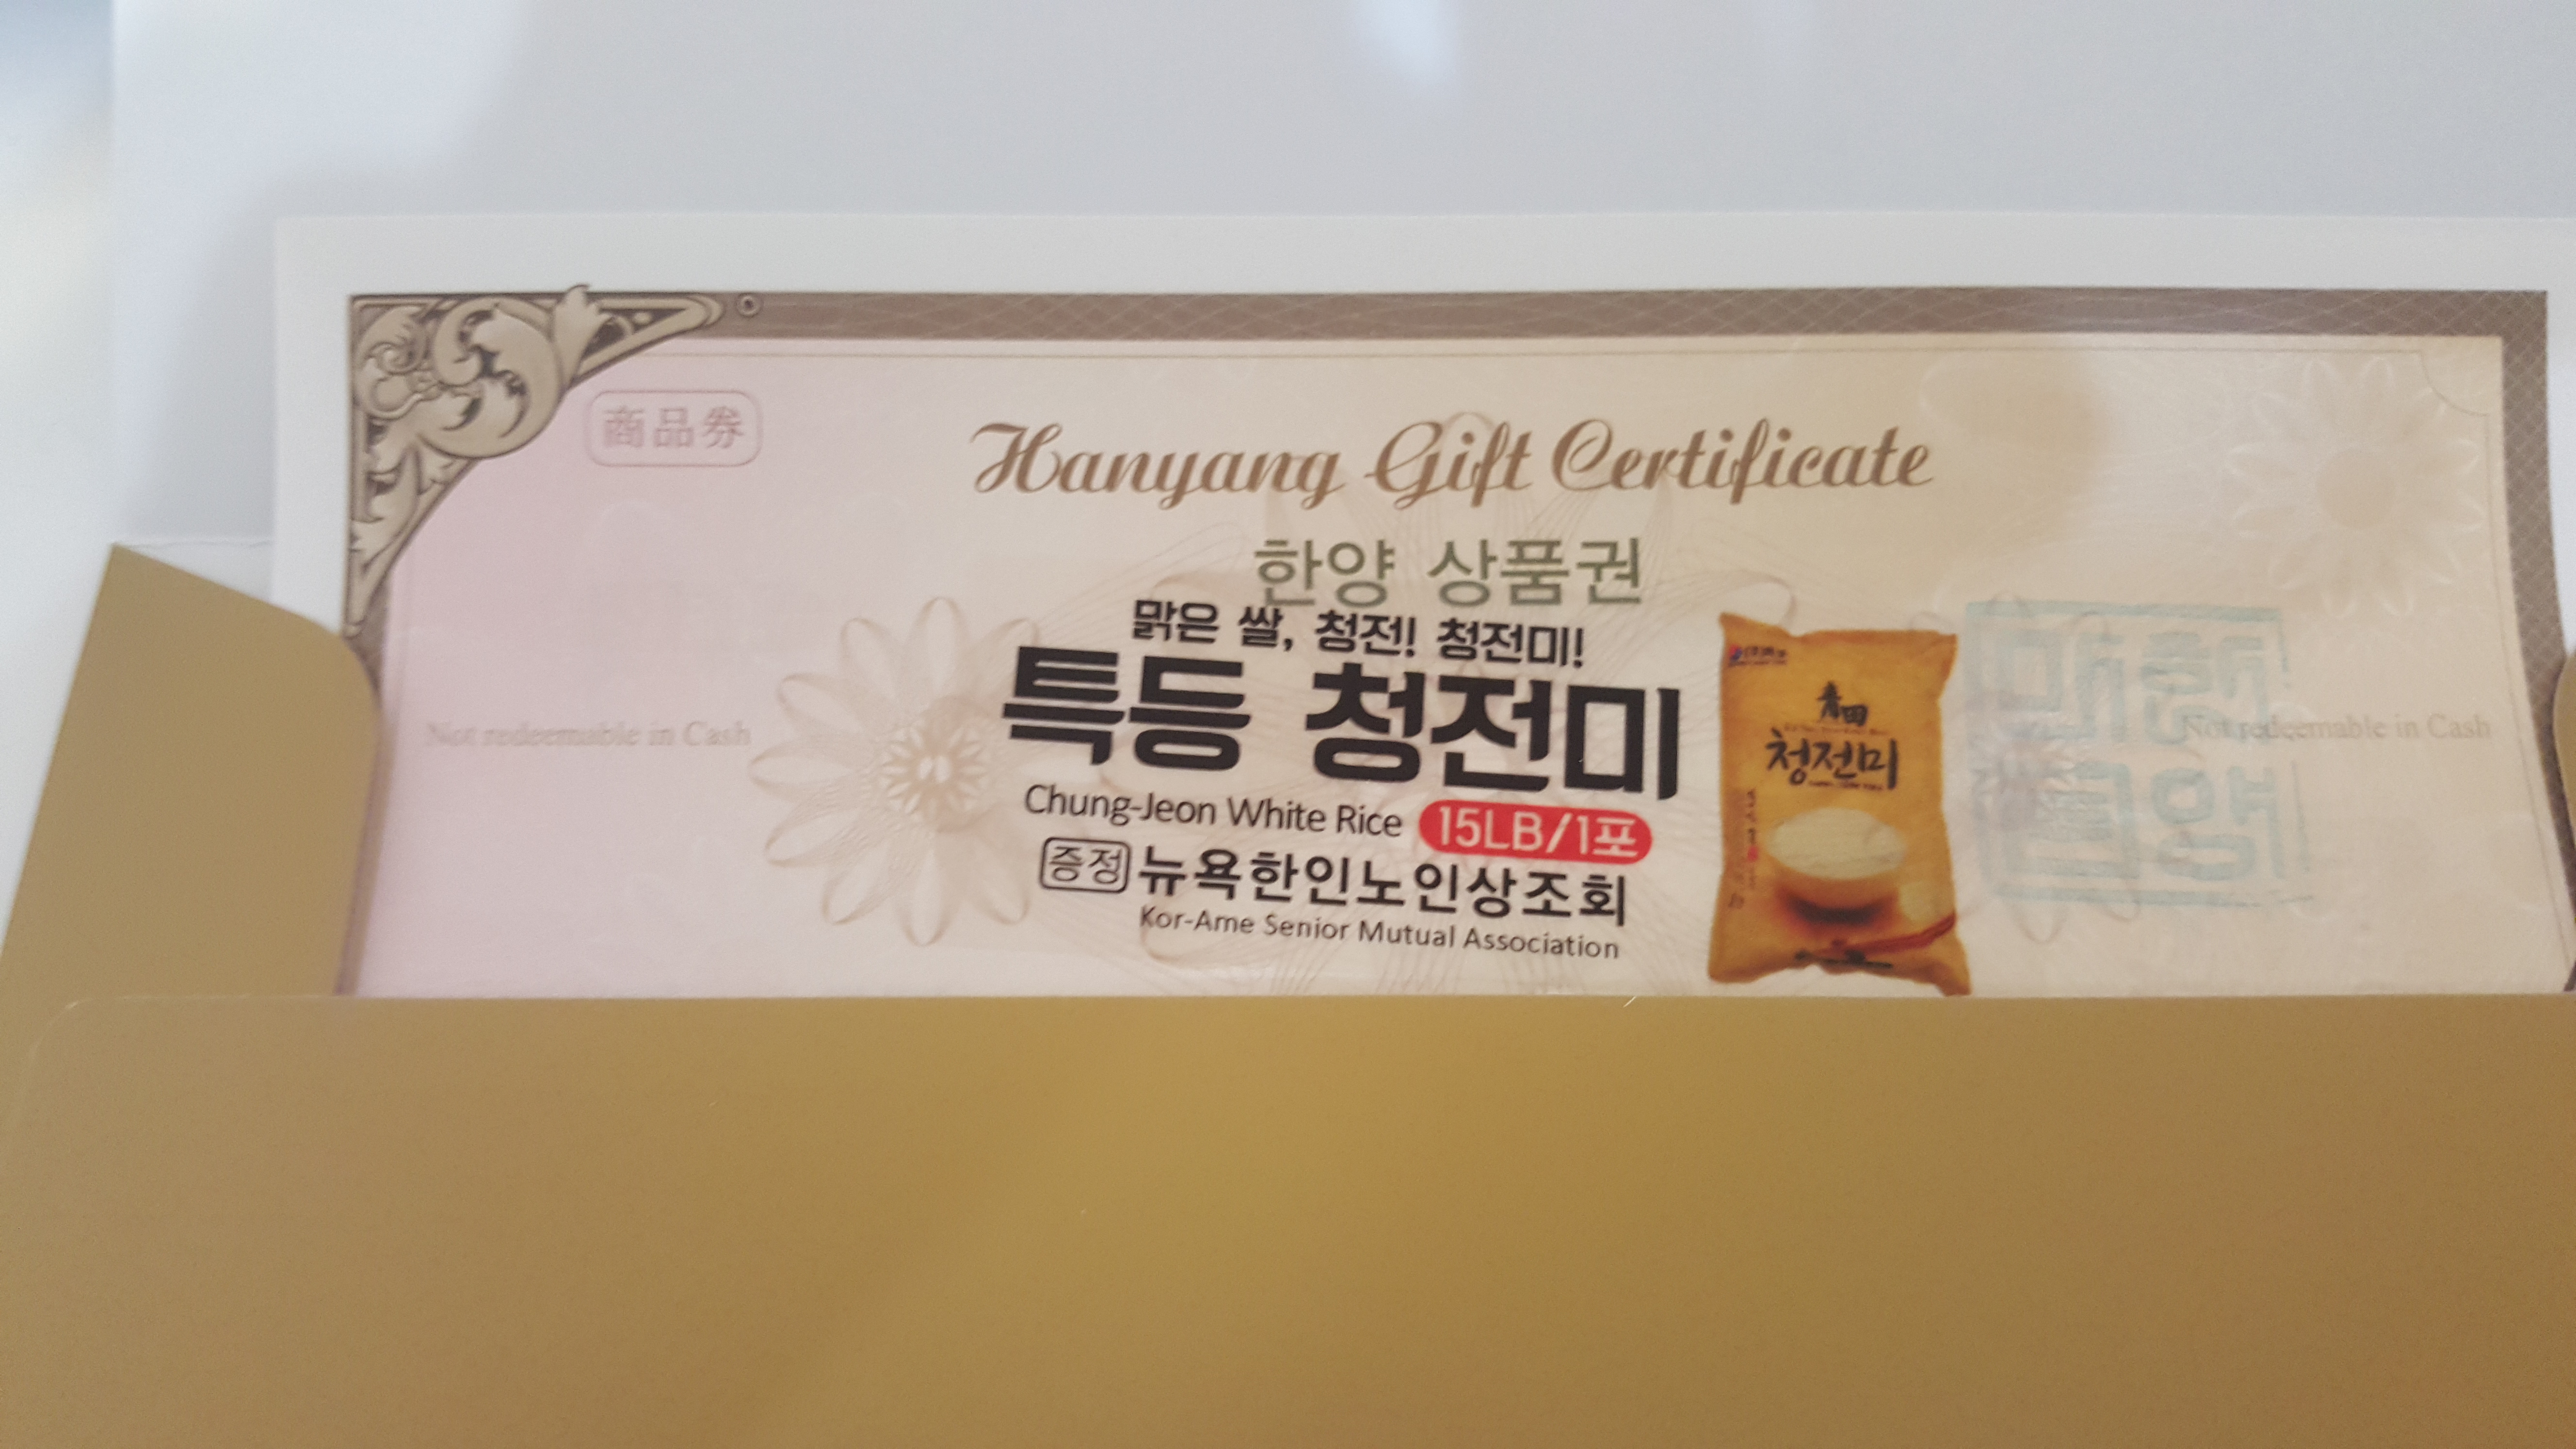 商品券
Hanyang Gift Certificate
한양 상품권
맑은 쌀, 청전! 청전미!
특등 청전미
Chung-Jeon White Rice 15LB/1포
증정 뉴욕한인노인상조회
Kor-Ame Senior Mutual Association
Not redeemable in Cash
青田
청전미
Not redeemable in Cash